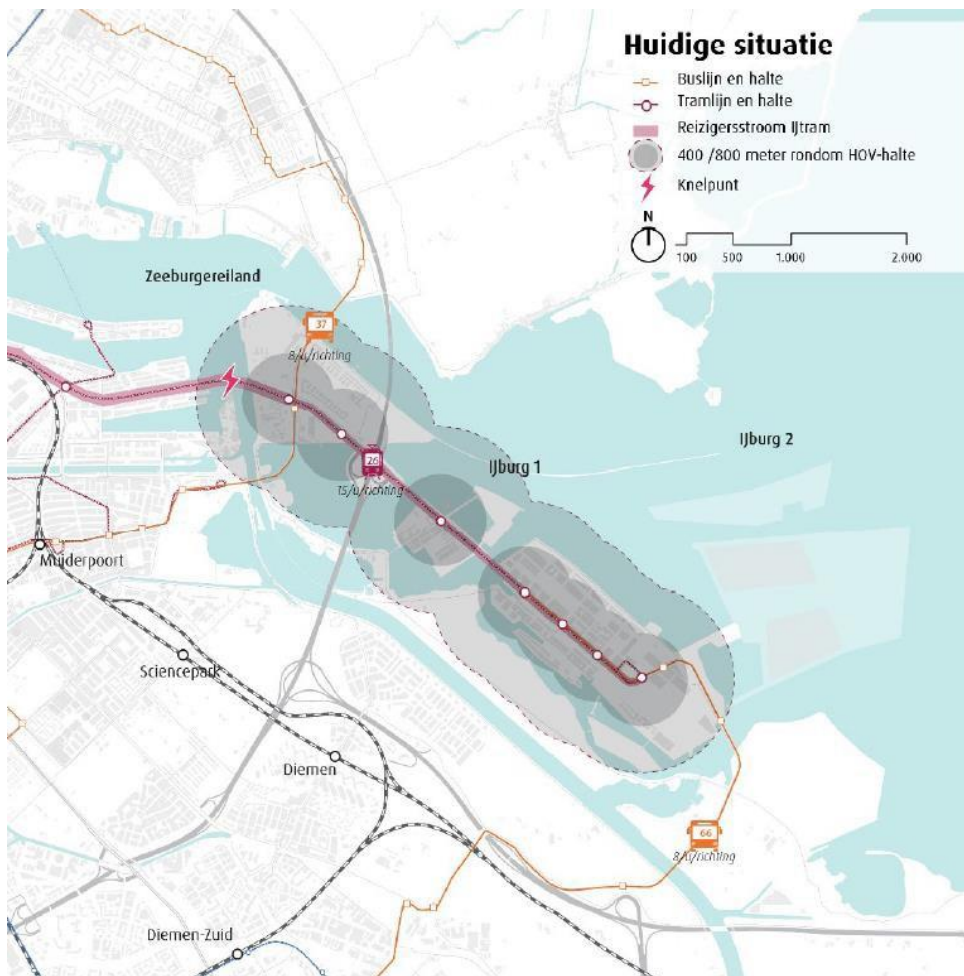 Huidige situatie
Buslijn en halte
Tramlijn en halte
Reizigersstroom IJtram
400 /800 meter rondom HOV-halte
Knelpunt
N
100 500 1.000 2.000
Zeeburgereiland
37
8/u/richting
IJburg 2
IJburg 1
26
15/u/richting
Muiderpoort
Sciencepark
Diemen
66
8/u/richting
Diemen-Zuid